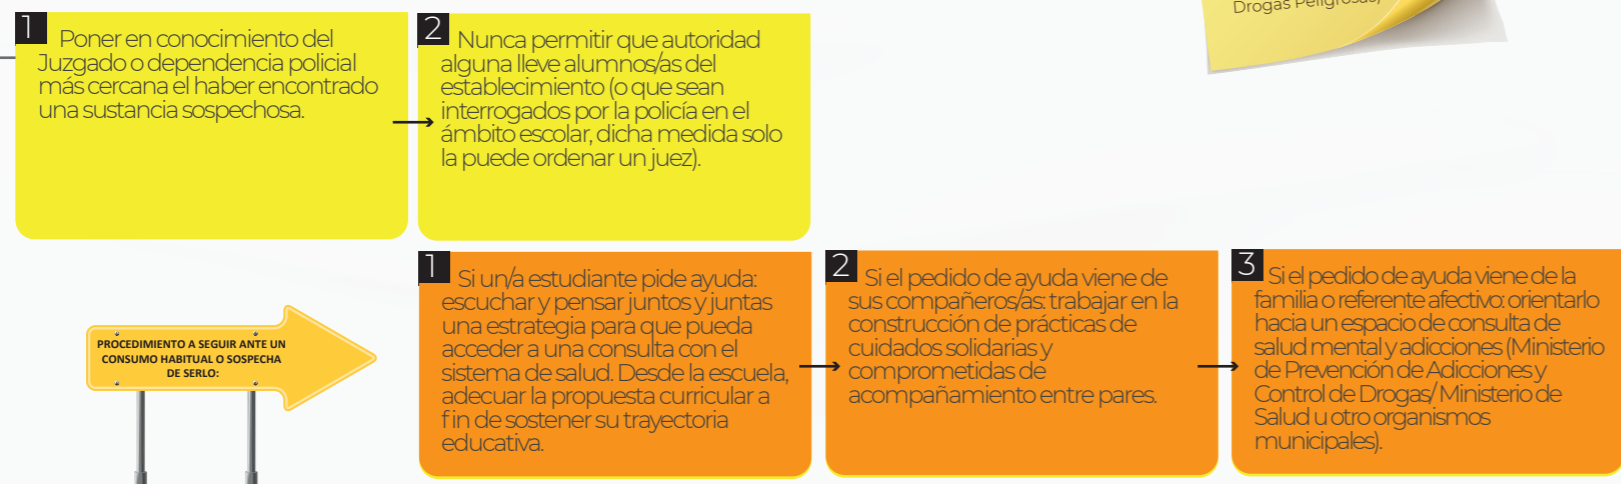 Drogas Peligrosas)
1
Poner en conocimiento del
Juzgado o dependencia policial
más cercana el haber encontrado
una sustancia sospechosa.
2
Nunca permitir que autoridad
alguna lleve alumnos/as del
establecimiento (o que sean
interrogados por la policía en el
ámbito escolar, dicha medida solo
la puede ordenar un juez).
PROCEDIMIENTO A SEGUIR ANTE UN
CONSUMO HABITUAL O SOSPECHA
DE SERLO:
1
Si un/a estudiante pide ayuda:
escuchar y pensar juntos y juntas
una estrategia para que pueda
acceder a una consulta con el
sistema de salud. Desde la escuela,
adecuar la propuesta curricular a
fin de sostener su trayectoria
educativa.
2
Si el pedido de ayuda viene de
sus compañeros/as: trabajar en la
construcción de prácticas de
cuidados solidarias y
comprometidas de
acompañamiento entre pares.
3
Si el pedido de ayuda viene de la
familia o referente afectivo: orientarlo
hacia un espacio de consulta de
salud mental y adicciones (Ministerio
de Prevención de Adicciones y
Control de Drogas/ Ministerio de
Salud u otro organismos
municipales).